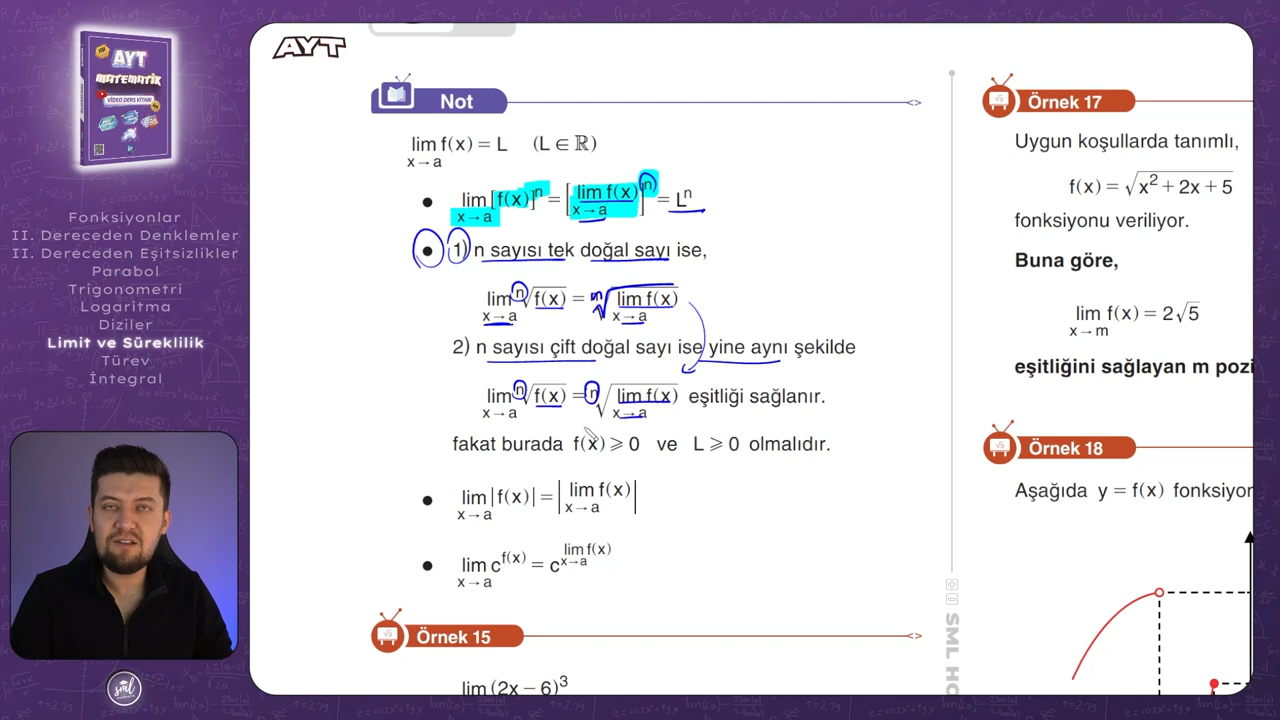 AYT
MATEMATİK
VİDEO DERS KİTABI
Fonksiyonlar
II. Dereceden Denklemler
II. Dereceden Eşitsizlikler
Parabol
Trigonometri
Logaritma
Diziler
Limit ve Süreklilik
Türev
İntegral
sml
AYT
Not
lim f(x) = L (L ∈ ℝ)
x→a
• lim [f(x)]ⁿ = [lim f(x)]ⁿ = Lⁿ
x→a x→a
• 1) n sayısı tek doğal sayı ise,
lim ⁿ√f(x) = ⁿ√lim f(x)
x→a x→a
2) n sayısı çift doğal sayı ise yine aynı şekilde
lim ⁿ√f(x) = ⁿ√lim f(x) eşitliği sağlanır.
x→a x→a
fakat burada f(x) ⩾ 0 ve L ⩾ 0 olmalıdır.
• lim |f(x)| = |lim f(x)|
x→a x→a
• lim c^f(x) = c^lim f(x)
x→a x→a
Örnek 15
lim (2x – 6)³
SML HO
Örnek 17
Uygun koşullarda tanımlı,
f(x) = √x² + 2x + 5
fonksiyonu veriliyor.
Buna göre,
lim f(x) = 2√5
x→m
eşitliğini sağlayan m pozi
Örnek 18
Aşağıda y = f(x) fonksiyor